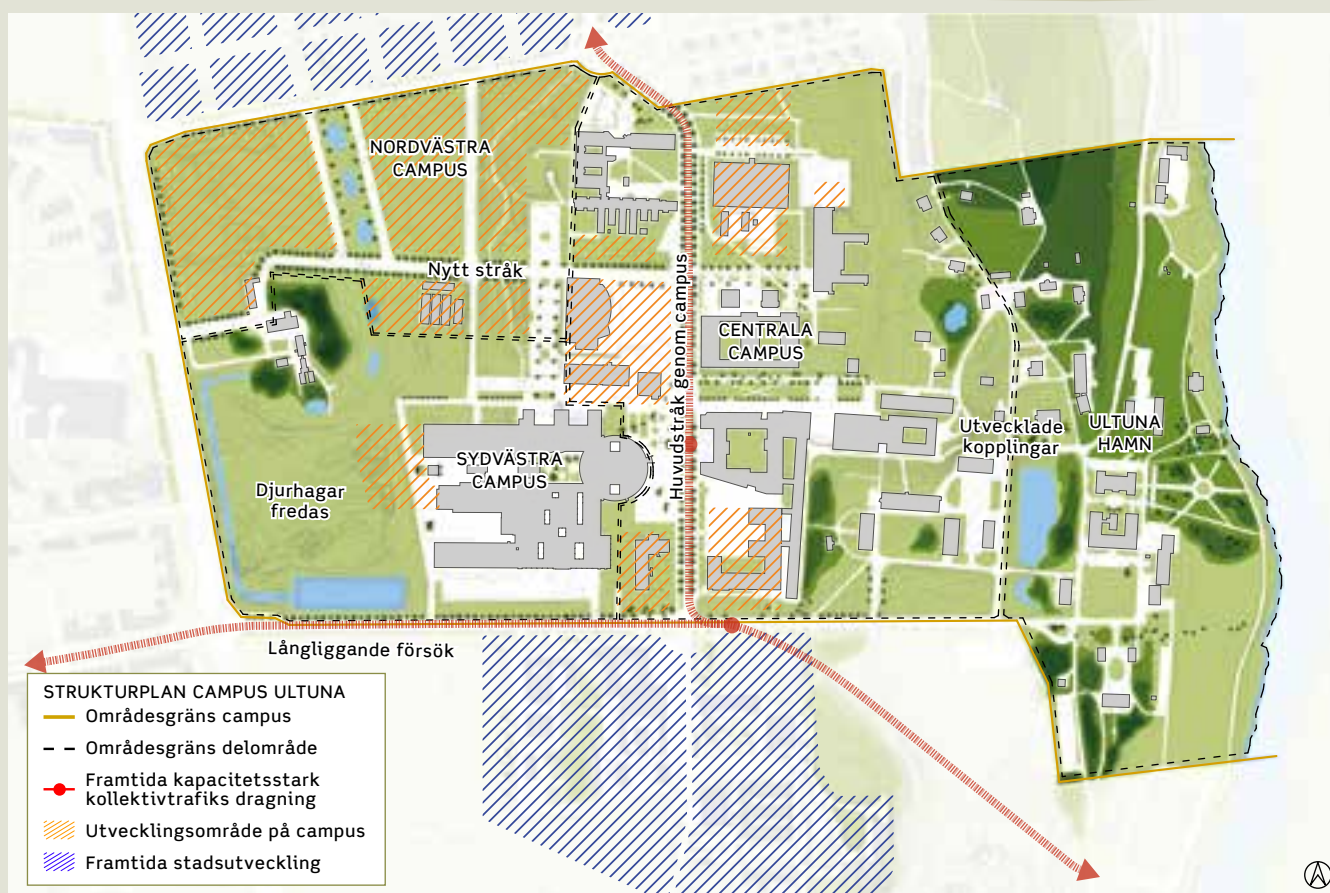 NORDVÄSTRA
CAMPUS
Nytt stråk
Huvudstråk genom campus
CENTRALA
CAMPUS
Utvecklade
kopplingar
ULTUNA
HAMN
SYDVÄSTRA
CAMPUS
Djurhagar
fredas
Långliggande försök
STRUKTURPLAN CAMPUS ULTUNA
Områdesgräns campus
Områdesgräns delområde
Framtida kapacitetsstark
kollektivtrafiks dragning
Utvecklingsområde på campus
Framtida stadsutveckling